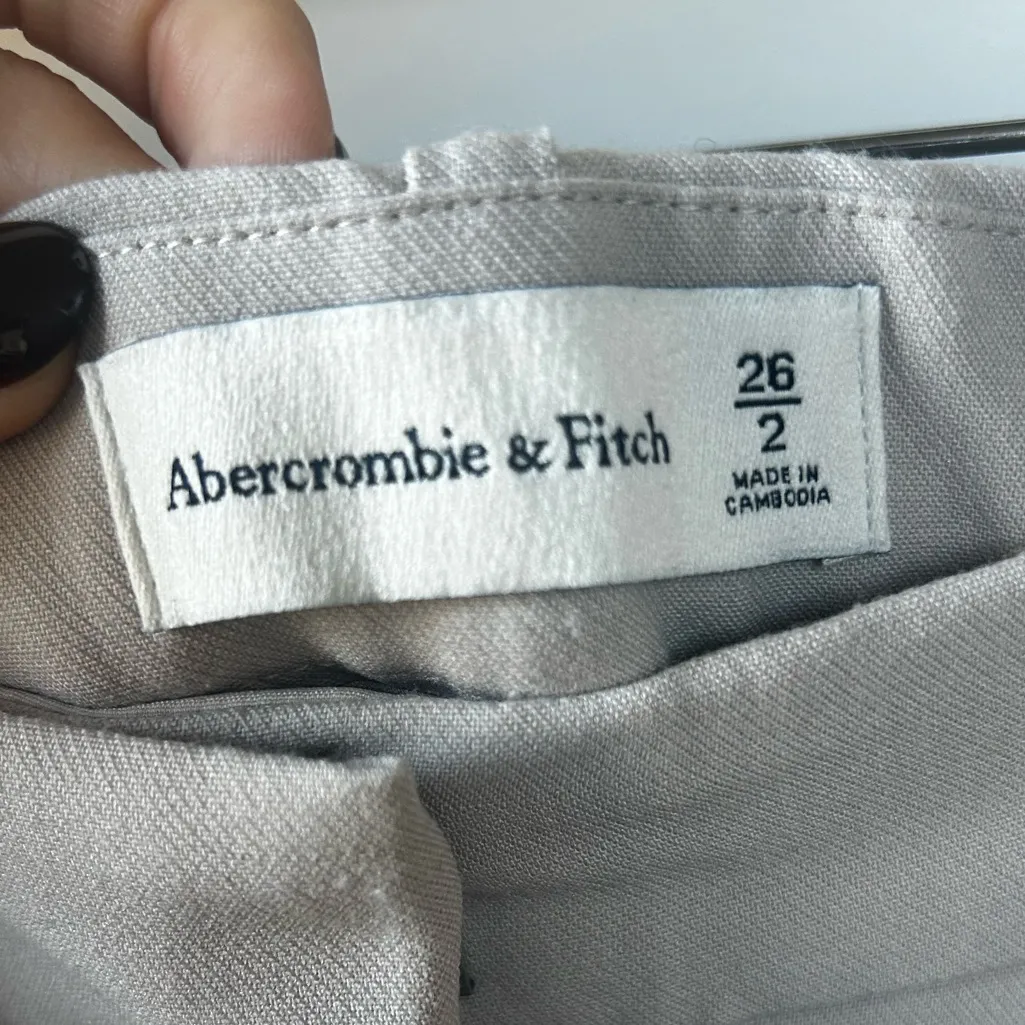 Abercrombie & Fitch
26
2
MADE IN
CAMBODIA